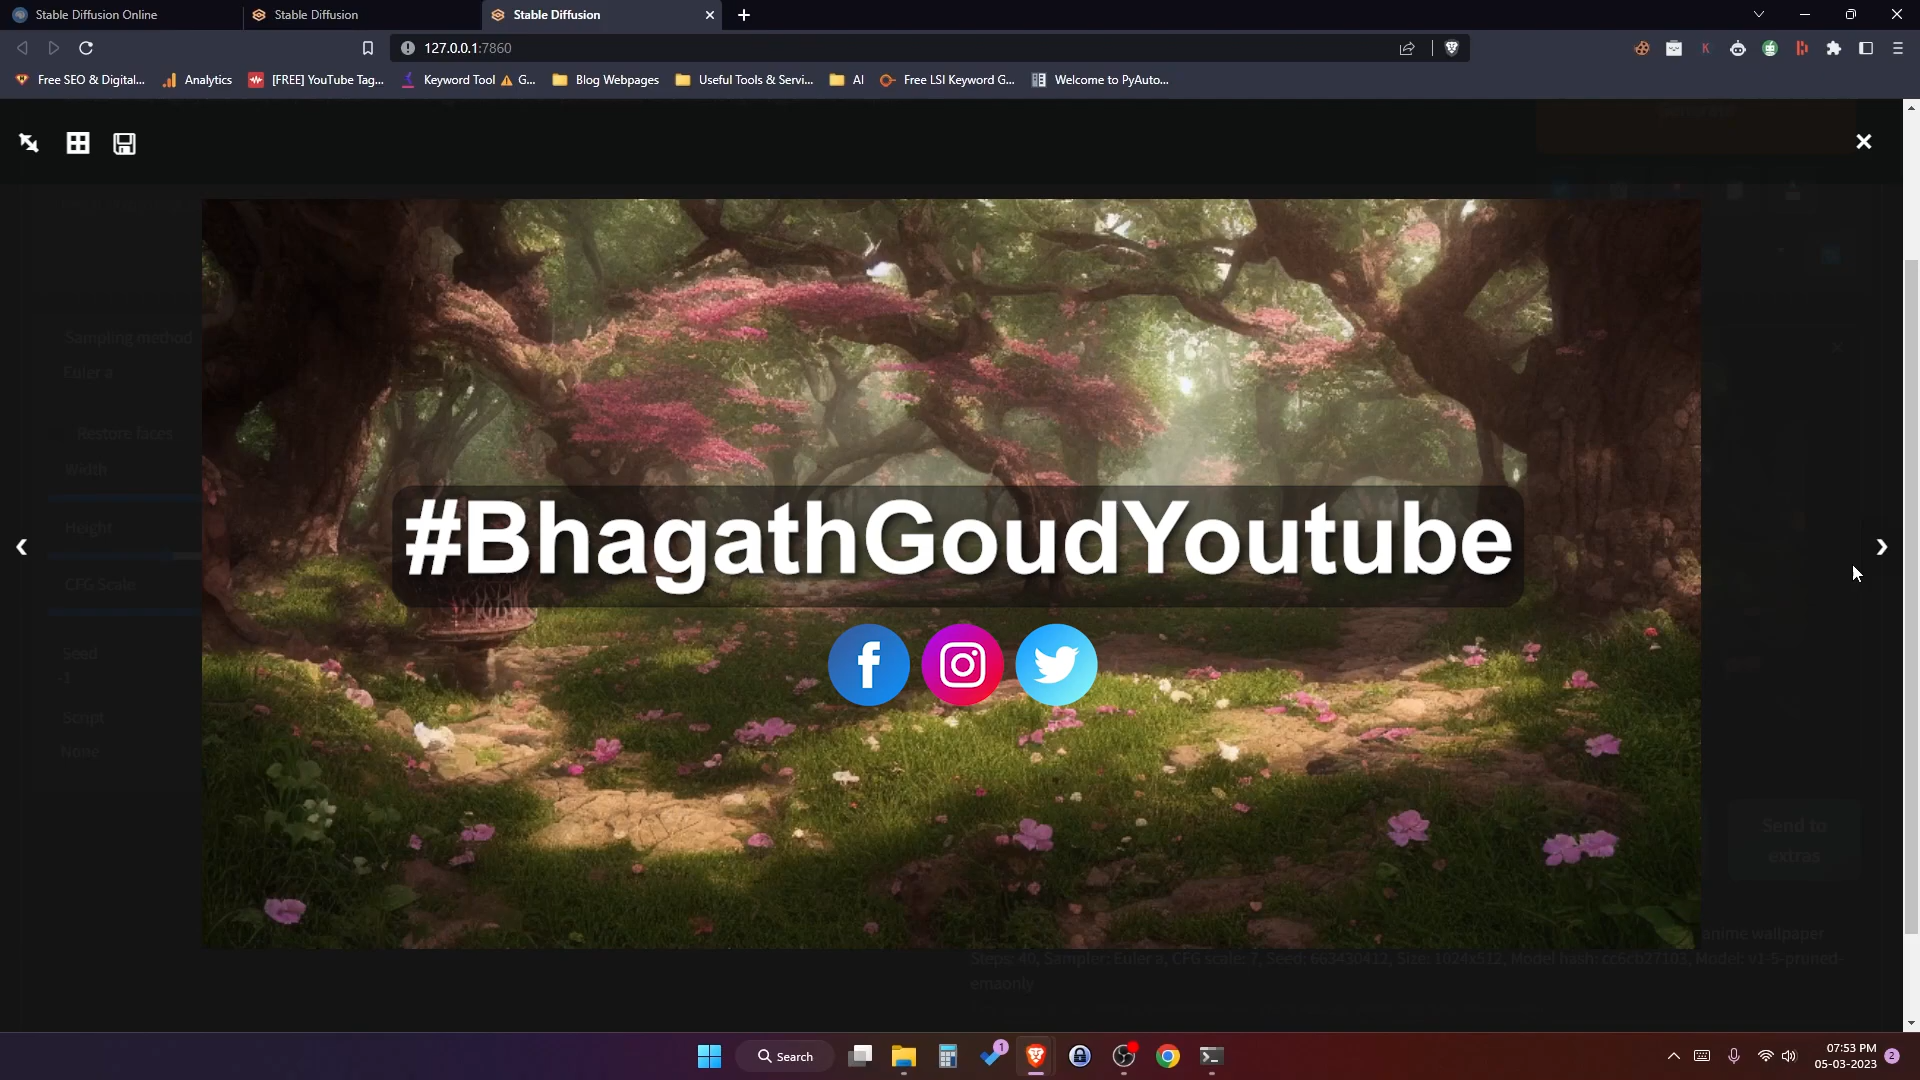 Stable Diffusion Online
Stable Diffusion
Stable Diffusion
127.0.0.1:7860
Free SEO & Digital...
Analytics
[FREE] YouTube Tag...
Keyword Tool ⚠ G...
Blog Webpages
Useful Tools & Servi...
AI
Free LSI Keyword G...
Welcome to PyAuto...
Sampling method
Euler a
Restore faces
Width
Height
CFG Scale
Seed
-1
Script
None
#BhagathGoudYoutube
Send to
extras
anime wallpaper
Steps: 40, Sampler: Euler a, CFG scale: 7, Seed: 663430412, Size: 1024x512, Model hash: cc6cb27103, Model: v1-5-pruned-
emaonly
Search
1
07:53 PM
05-03-2023
2